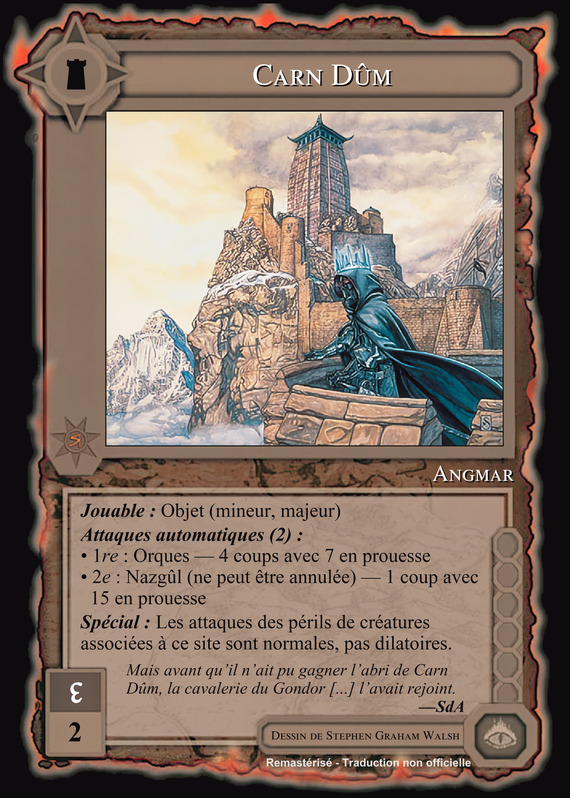 Carn Dûm
Angmar
Jouable : Objet (mineur, majeur)
Attaques automatiques (2) :
• 1re : Orques — 4 coups avec 7 en prouesse
• 2e : Nazgûl (ne peut être annulée) — 1 coup avec
15 en prouesse
Spécial : Les attaques des périls de créatures
associées à ce site sont normales, pas dilatoires.
Mais avant qu'il n'ait pu gagner l'abri de Carn
Dûm, la cavalerie du Gondor [...] l'avait rejoint.
—SdA
2
Dessin de Stephen Graham Walsh
Remastérisé - Traduction non officielle